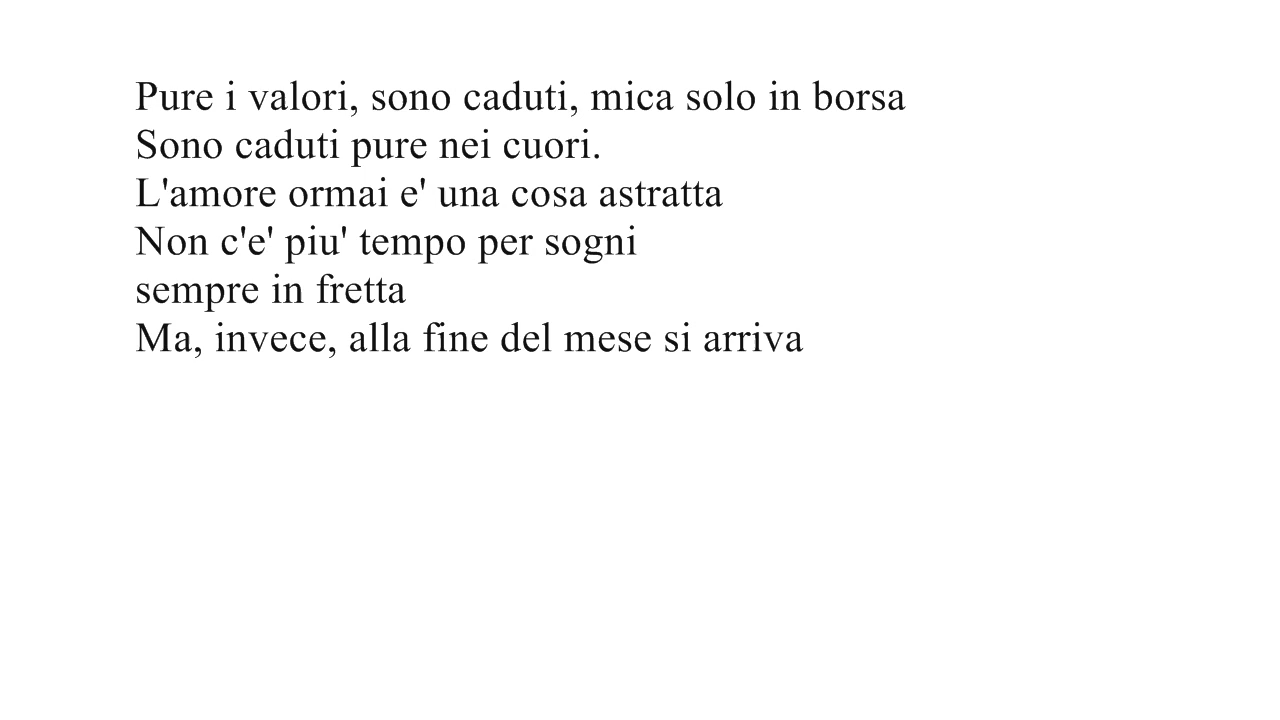 Pure i valori, sono caduti, mica solo in borsa
Sono caduti pure nei cuori.
L'amore ormai e' una cosa astratta
Non c'e' piu' tempo per sogni
sempre in fretta
Ma, invece, alla fine del mese si arriva